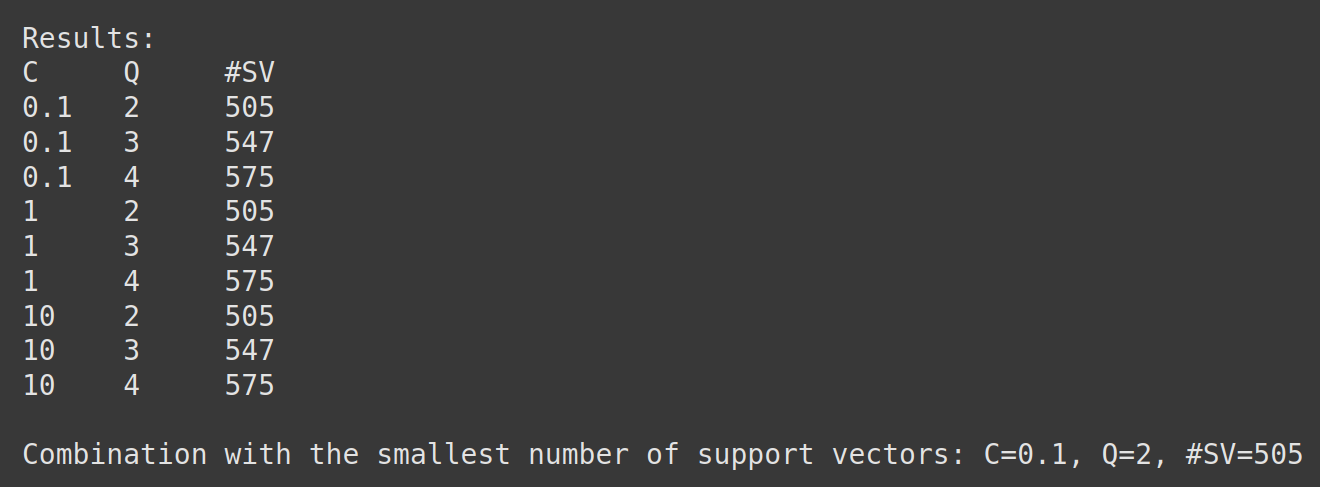 Results:
C Q #SV
0.1 2 505
0.1 3 547
0.1 4 575
1 2 505
1 3 547
1 4 575
10 2 505
10 3 547
10 4 575
Combination with the smallest number of support vectors: C=0.1, Q=2, #SV=505